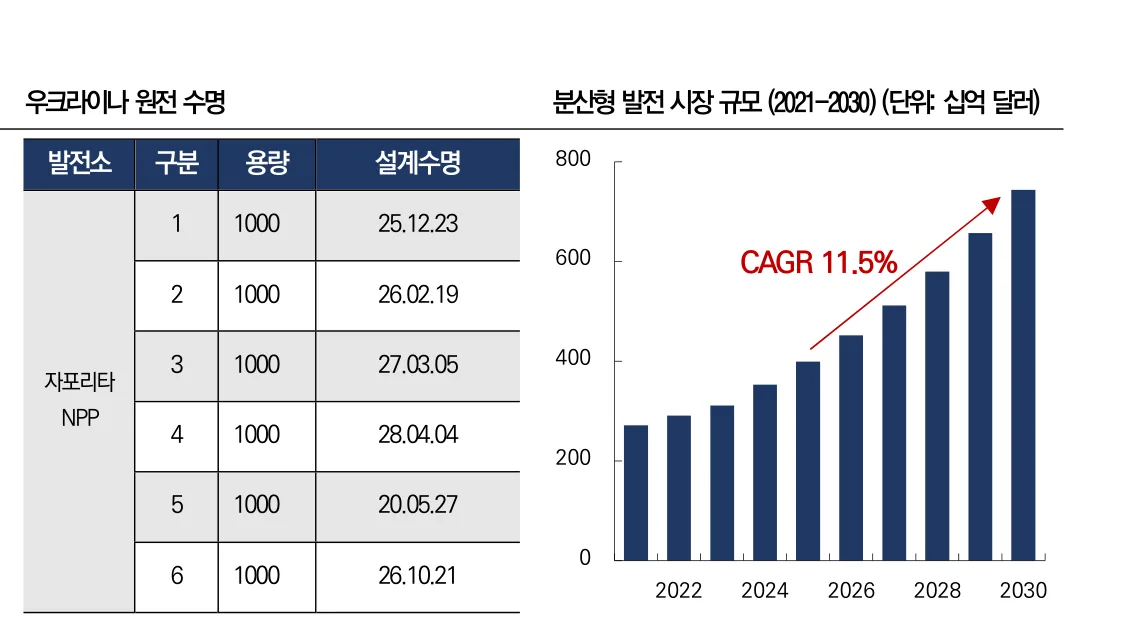 우크라이나 원전 수명
발전소 구분 용량 설계수명
자포리타
NPP
1 1000 25.12.23
2 1000 26.02.19
3 1000 27.03.05
4 1000 28.04.04
5 1000 20.05.27
6 1000 26.10.21
분산형 발전 시장 규모 (2021-2030) (단위: 십억 달러)
800
600
400
200
0
CAGR 11.5%
2022 2024 2026 2028 2030